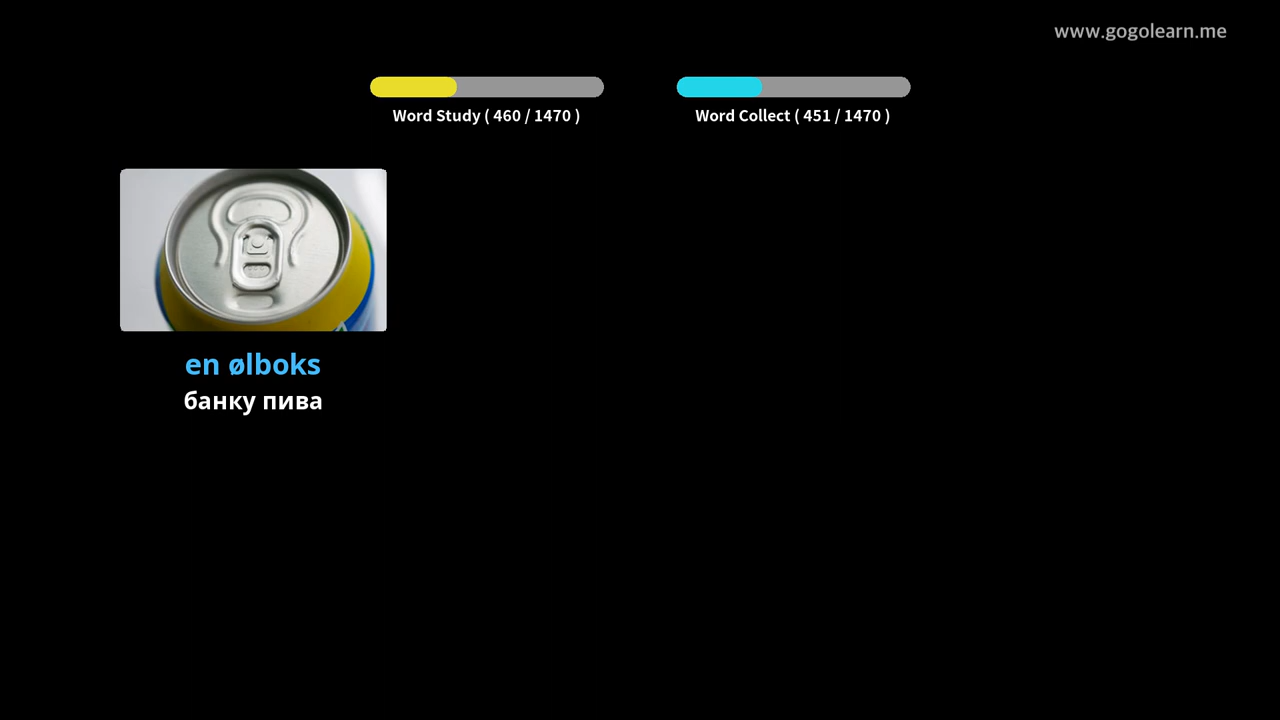 www.gogolearn.me
Word Study ( 460 / 1470 )
Word Collect ( 451 / 1470 )
en ølboks
банку пива